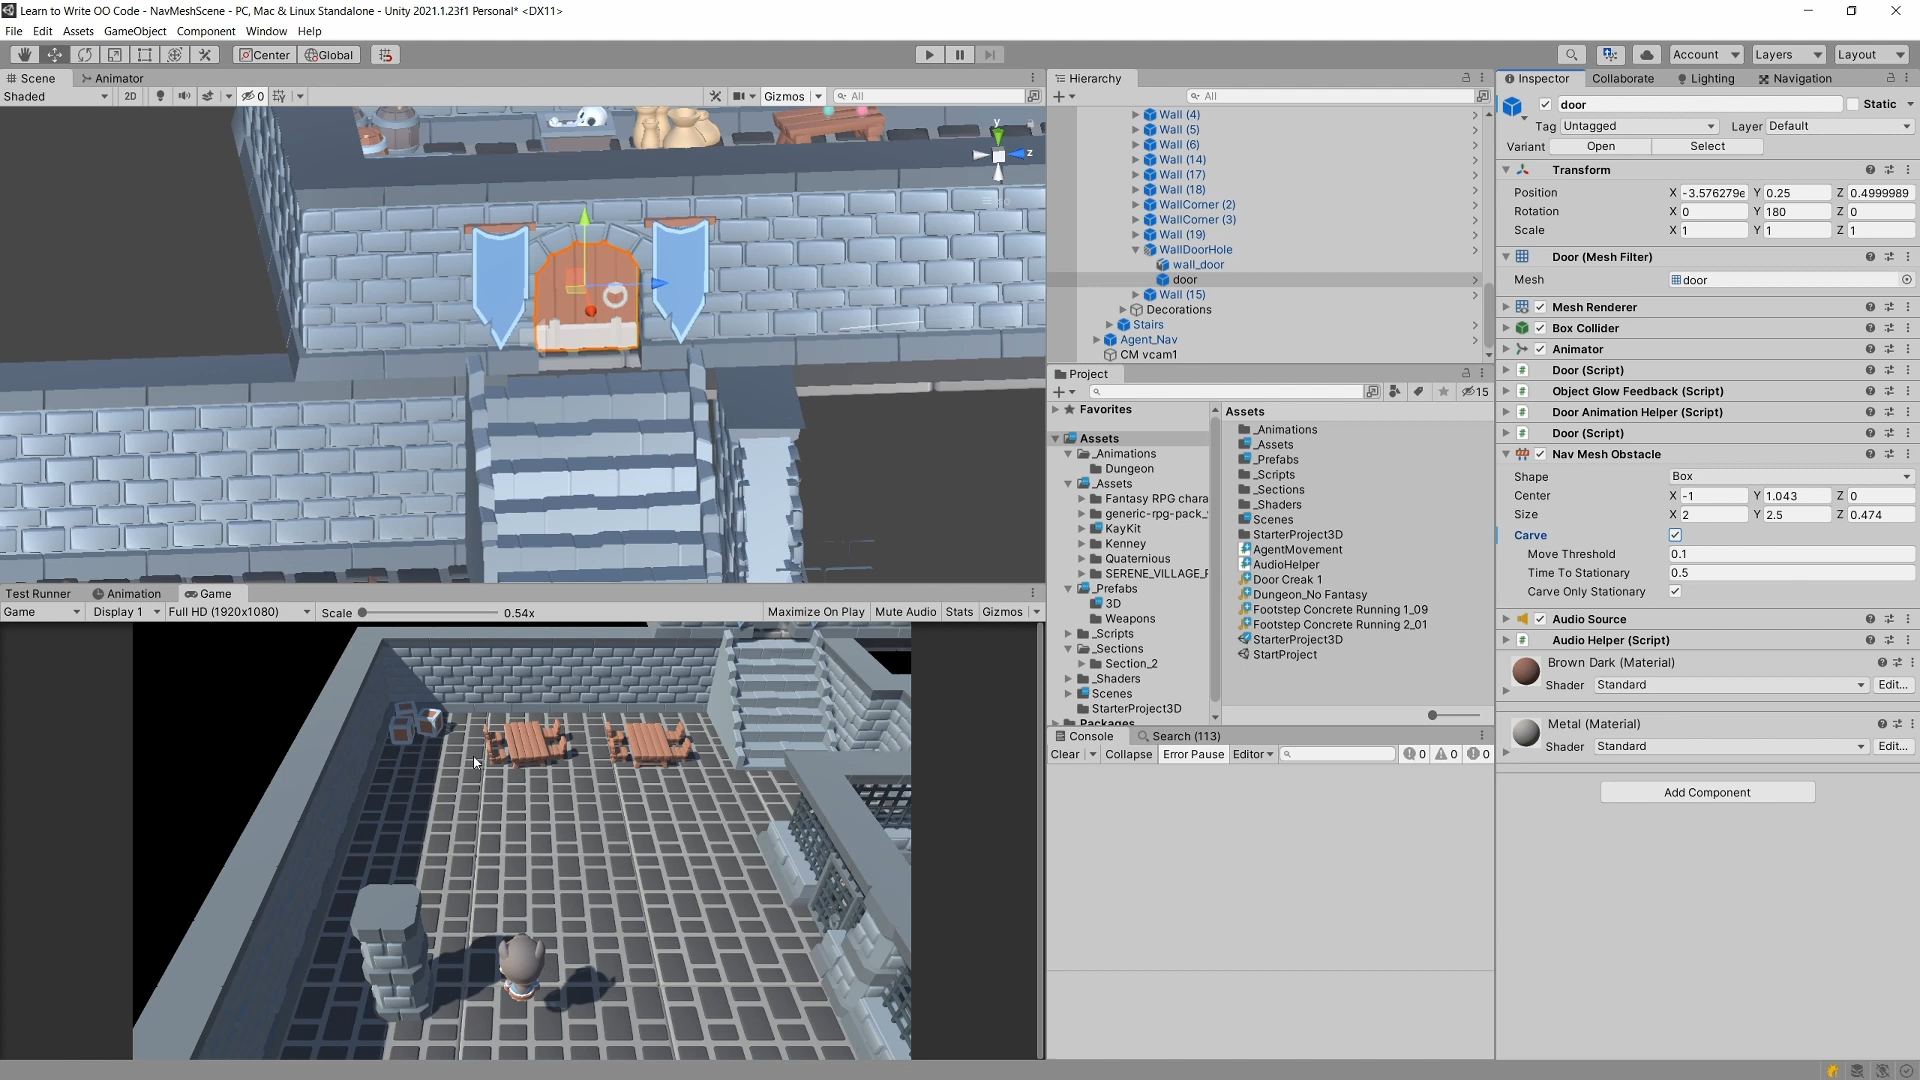 Learn to Write OO Code - NavMeshScene - PC, Mac & Linux Standalone - Unity 2021.1.23f1 Personal* <DX11>
File Edit Assets GameObject Component Window Help
Center Global Account Layers Layout
Scene Animator
Shaded 2D 0 Gizmos All
y
z
Test Runner Animation Game
Game Display 1 Full HD (1920x1080) Scale 0.54x Maximize On Play Mute Audio Stats Gizmos
Hierarchy
All
Wall (4)
Wall (5)
Wall (6)
Wall (14)
Wall (17)
Wall (18)
WallCorner (2)
WallCorner (3)
Wall (19)
WallDoorHole
wall_door
door
Wall (15)
Decorations
Stairs
Agent_Nav
CM vcam1
Project
15
Favorites
Assets
_Animations
Dungeon
_Assets
Fantasy RPG chara
generic-rpg-pack_
KayKit
Kenney
Quaternious
SERENE_VILLAGE_
_Prefabs
3D
Weapons
_Scripts
_Sections
Section_2
_Shaders
Scenes
StarterProject3D
Packages
Assets
_Animations
_Assets
_Prefabs
_Scripts
_Sections
_Shaders
Scenes
StarterProject3D
AgentMovement
AudioHelper
Door Creak 1
Dungeon_No Fantasy
Footstep Concrete Running 1_09
Footstep Concrete Running 2_01
StarterProject3D
StartProject
Console Search (113)
Clear Collapse Error Pause Editor 0 0 0
Inspector Collaborate Lighting Navigation
door Static
Tag Untagged Layer Default
Variant Open Select
Transform
Position X -3.576279e Y 0.25 Z 0.4999989
Rotation X 0 Y 180 Z 0
Scale X 1 Y 1 Z 1
Door (Mesh Filter)
Mesh door
Mesh Renderer
Box Collider
Animator
Door (Script)
Object Glow Feedback (Script)
Door Animation Helper (Script)
Door (Script)
Nav Mesh Obstacle
Shape Box
Center X -1 Y 1.043 Z 0
Size X 2 Y 2.5 Z 0.474
Carve
Move Threshold 0.1
Time To Stationary 0.5
Carve Only Stationary
Audio Source
Audio Helper (Script)
Brown Dark (Material)
Shader Standard Edit...
Metal (Material)
Shader Standard Edit...
Add Component